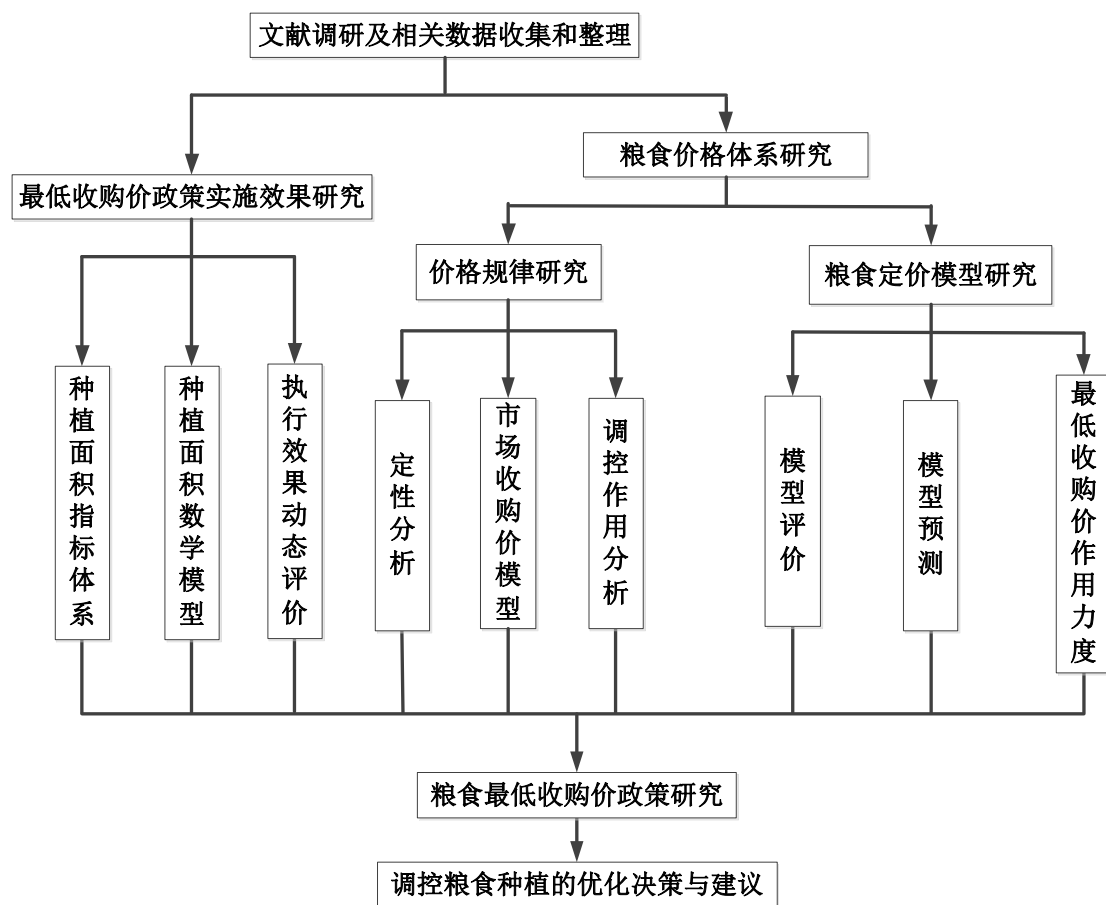 文献调研及相关数据收集和整理
粮食价格体系研究
最低收购价政策实施效果研究
价格规律研究
粮食定价模型研究
种植面积指标体系
种植面积数学模型
执行效果动态评价
定性分析
市场收购价模型
调控作用分析
模型评价
模型预测
最低收购价作用力度
粮食最低收购价政策研究
调控粮食种植的优化决策与建议